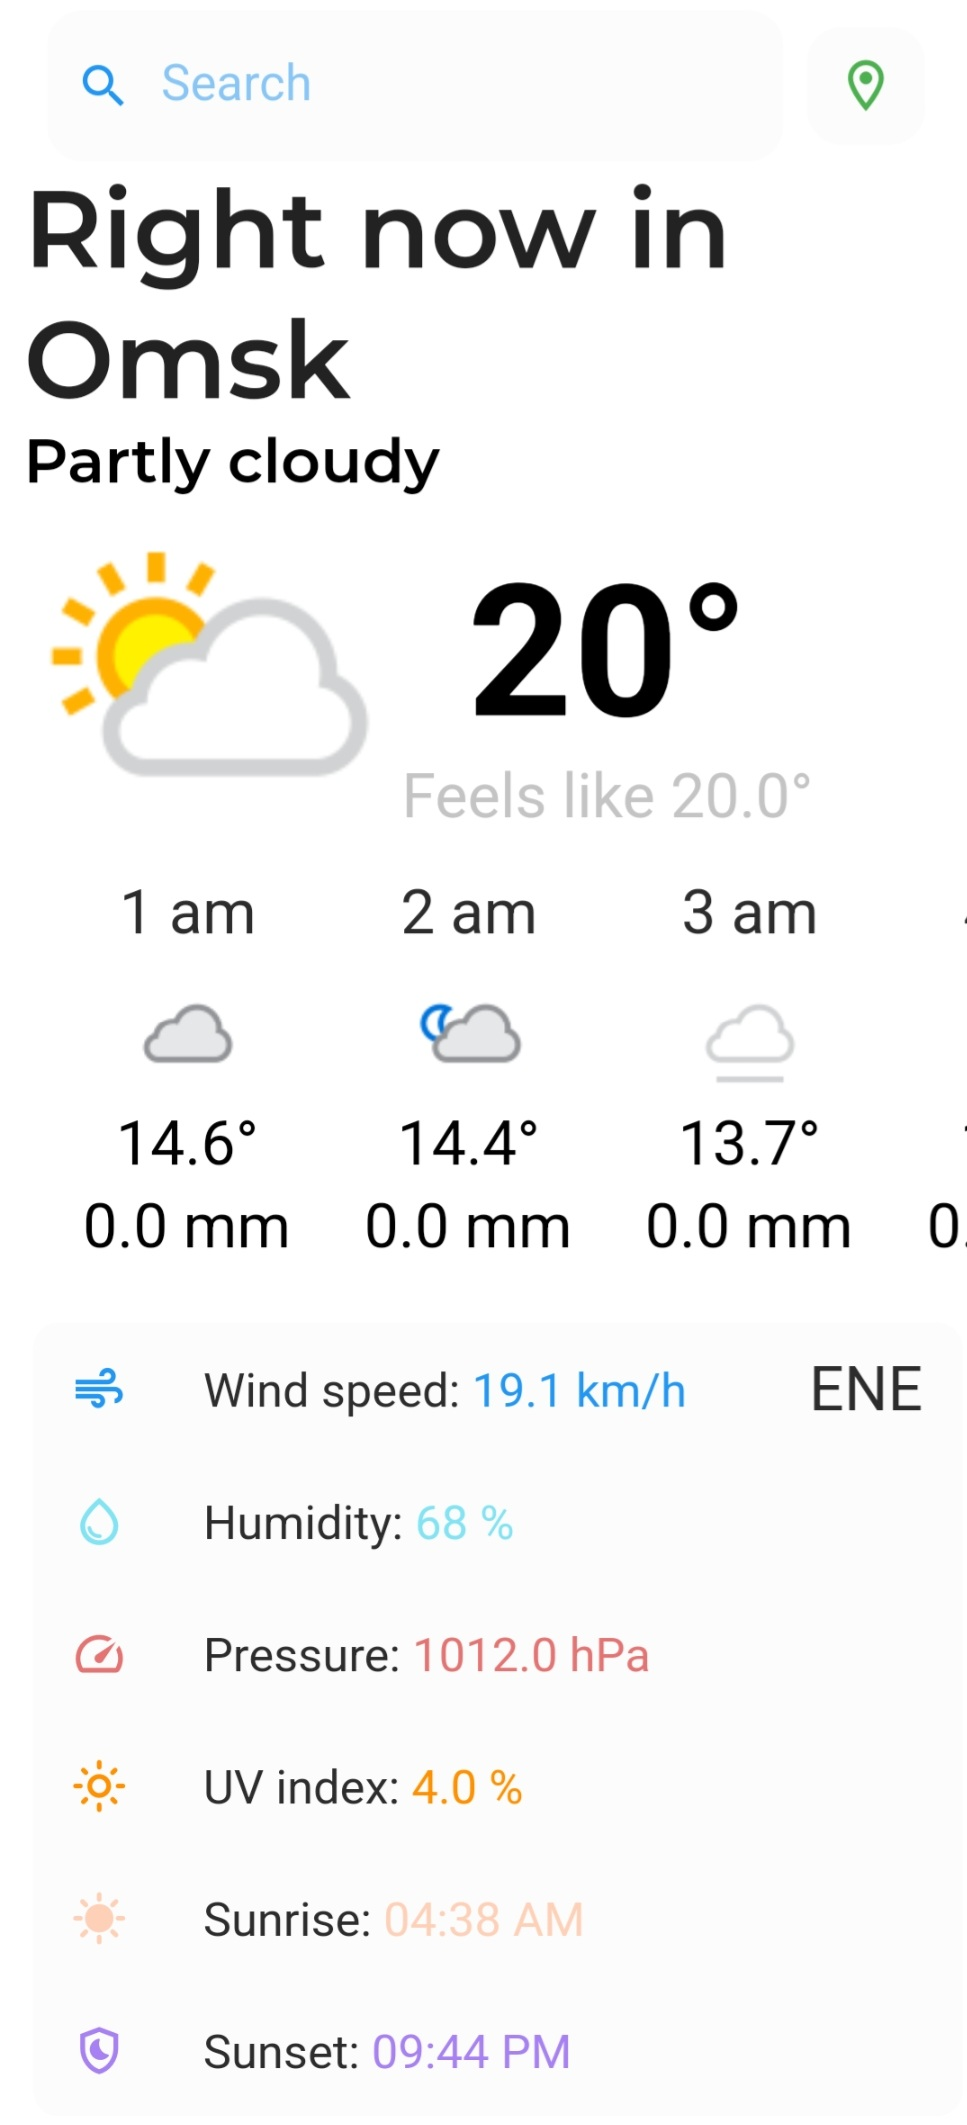 Search
Right now in
Omsk
Partly cloudy
20°
Feels like 20.0°
1 am 2 am 3 am
14.6° 14.4° 13.7°
0.0 mm 0.0 mm 0.0 mm 0.
Wind speed: 19.1 km/h ENE
Humidity: 68 %
Pressure: 1012.0 hPa
UV index: 4.0 %
Sunrise: 04:38 AM
Sunset: 09:44 PM